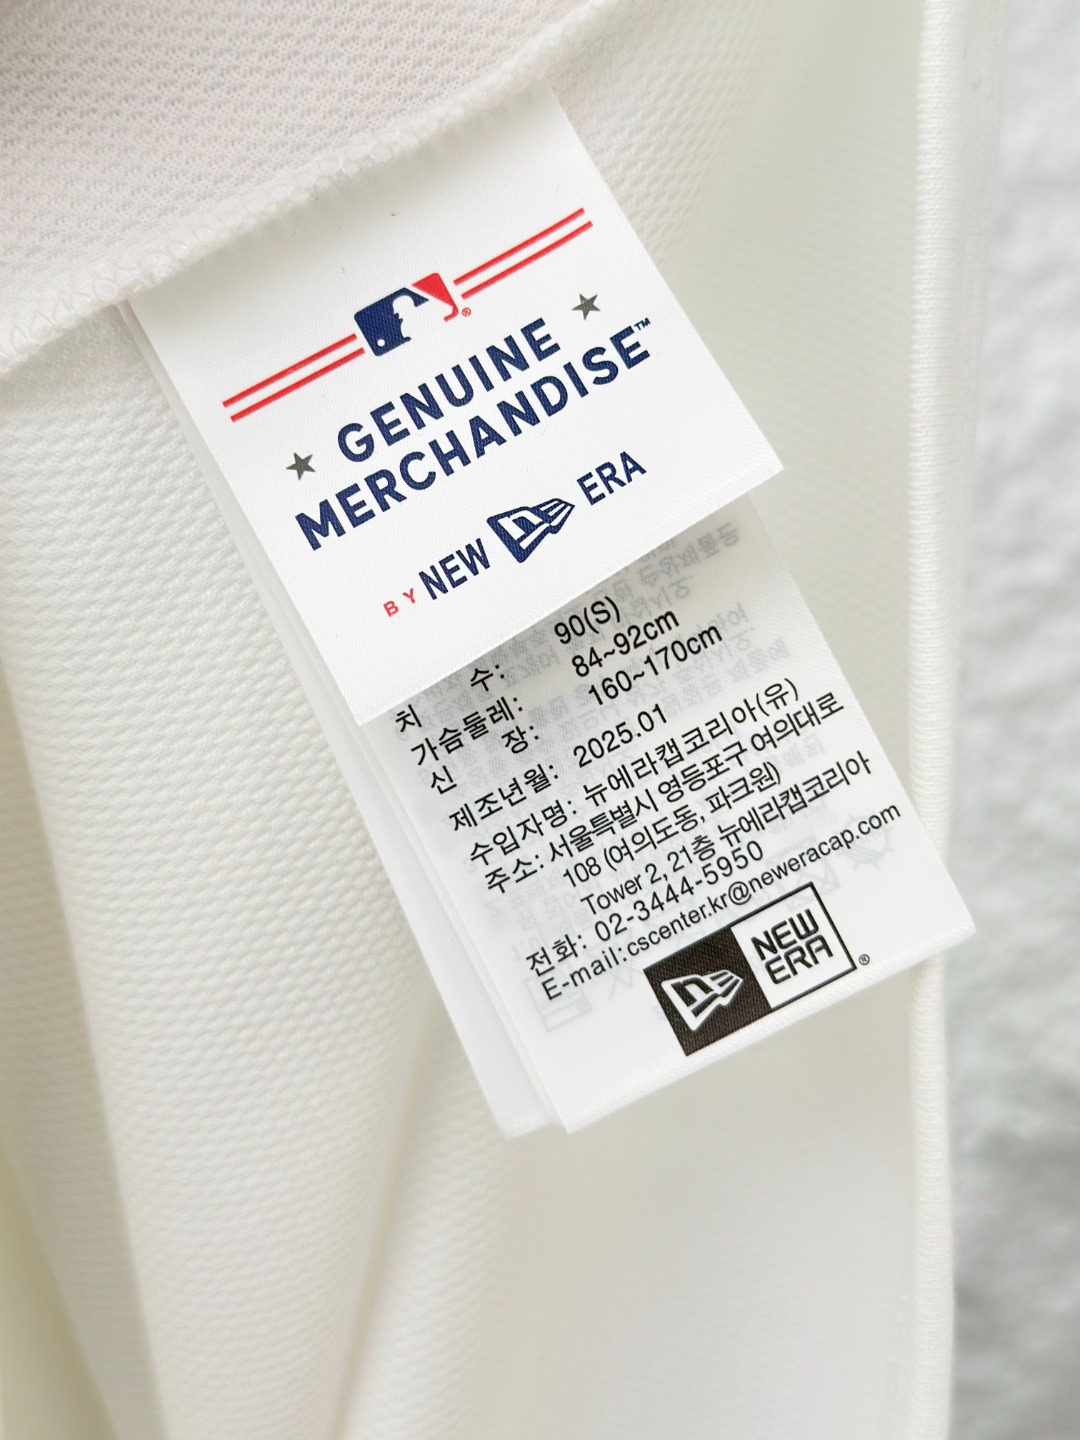 GENUINE
MERCHANDISE™
BY NEW ERA
치 수: 90(S)
가슴둘레: 84~92cm
신 장: 160~170cm
제조년월: 2025.01
수입자명: 뉴에라캡코리아(유)
주소: 서울특별시 영등포구 여의대로
108 (여의도동, 파크원)
Tower 2, 21층 뉴에라캡코리아
전화: 02-3444-5950
E-mail:cscenter.kr@neweracap.com
NEW
ERA®